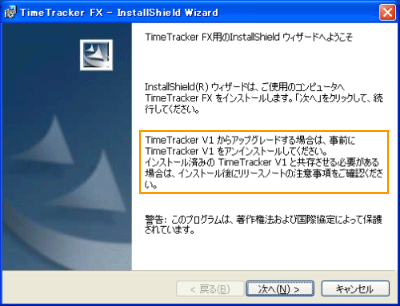 TimeTracker FX - InstallShield Wizard
TimeTracker FX用のInstallShield ウィザードへようこそ
InstallShield(R) ウィザードは、ご使用のコンピュータへ
TimeTracker FX をインストールします。「次へ」をクリックして、続
行してください。
TimeTracker V1 からアップグレードする場合は、事前に
TimeTracker V1 をアンインストールしてください。
インストール済みの TimeTracker V1 と共存させる必要がある
場合は、インストール後にリリースノートの注意事項をご確認くださ
い。
警告: このプログラムは、著作権法および国際協定によって保護
されています。
< 戻る(B)
次へ(N) >
キャンセル